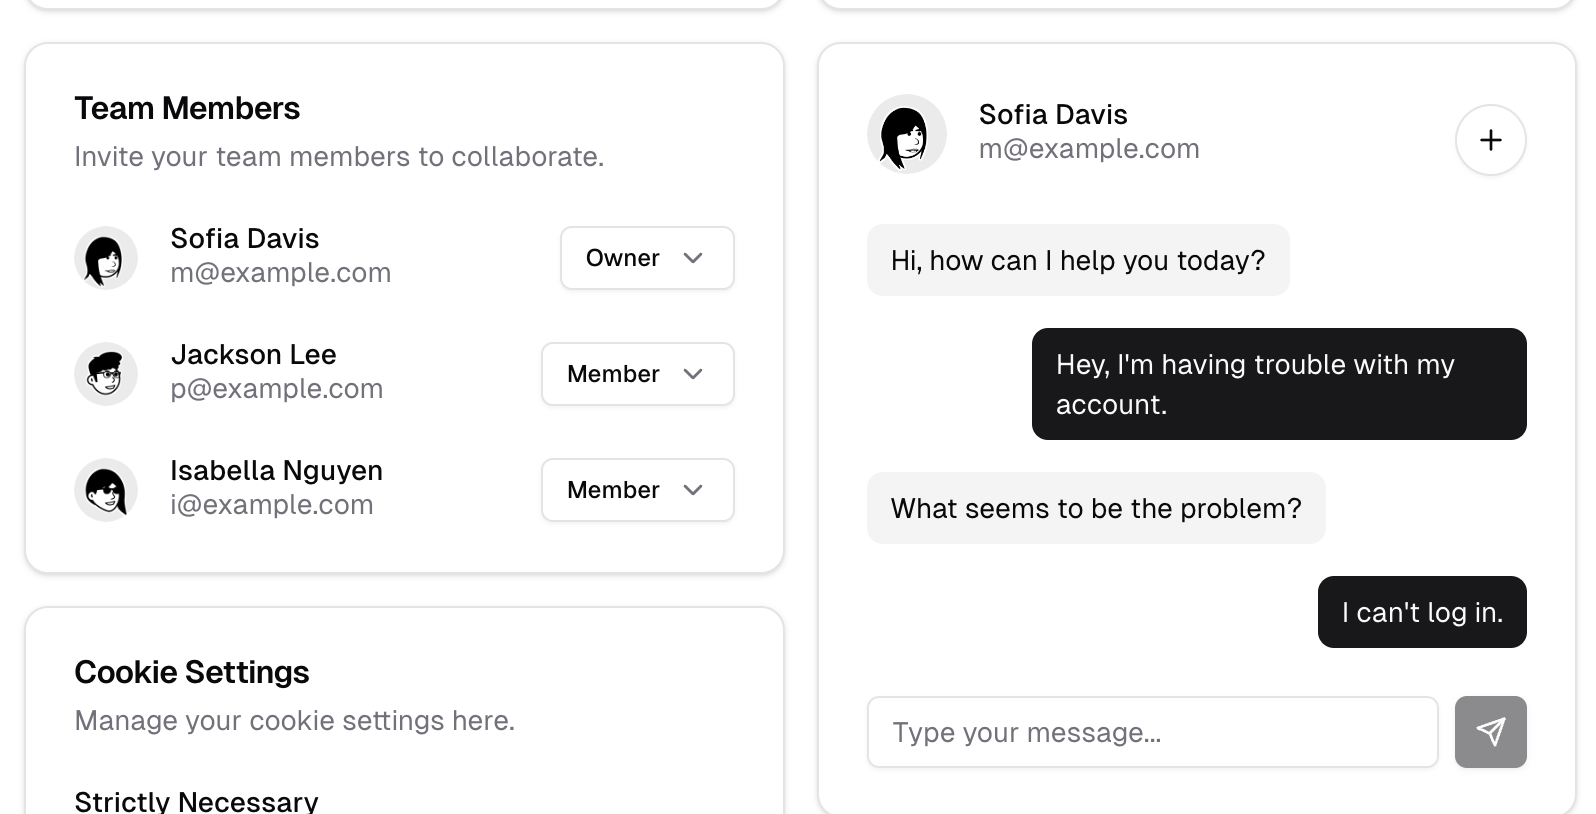 Team Members
Invite your team members to collaborate.
Sofia Davis
m@example.com
Owner
Jackson Lee
p@example.com
Member
Isabella Nguyen
i@example.com
Member
Cookie Settings
Manage your cookie settings here.
Strictly Necessary
Sofia Davis
m@example.com
Hi, how can I help you today?
Hey, I'm having trouble with my
account.
What seems to be the problem?
I can't log in.
Type your message...